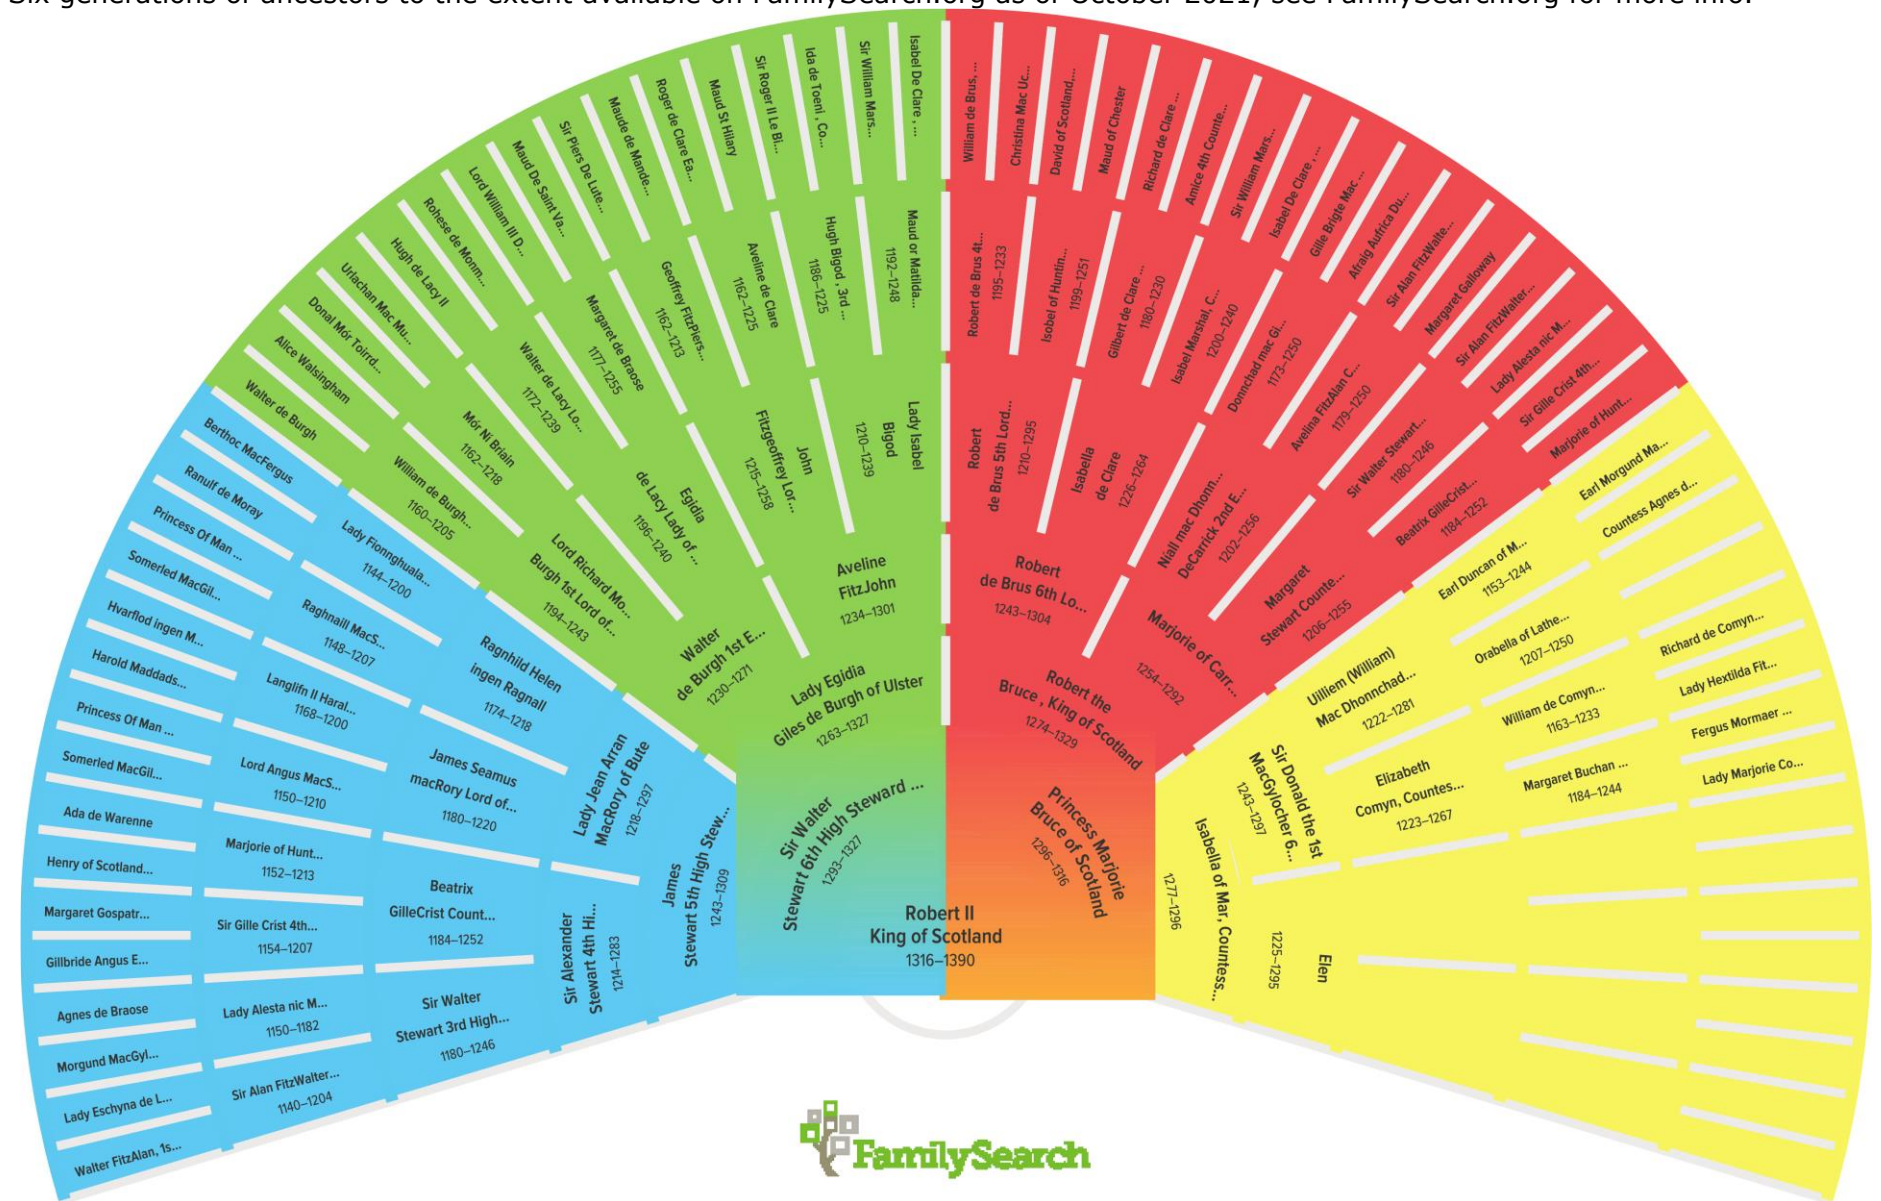 Six generations of ancestors to the extent available on FamilySearch.org as of October 2021, see FamilySearch.org for more info.
Walter FitzAlan, 1s...
Lady Eschyna de L...
Morgund MacGyl...
Agnes de Braose
Gillbride Angus E...
Margaret Gospatr...
Henry of Scotland...
Ada de Warenne
Somerled MacGil...
Princess Of Man ...
Harold Maddads...
Hvarflod ingen M...
Somerled MacGil...
Princess Of Man ...
Ranulf de Moray
Berthoc MacFergus
Walter de Burgh
Alice Walsingham
Donal Mór Toirrd...
Urlachan Mac Mu...
Hugh de Lacy II
Rohese de Monm...
Lord William III D...
Maud De Saint Va...
Sir Piers De Lute...
Maude de Mande...
Roger de Clare Ea...
Maud St Hilary
Sir Roger II Le Bi...
Ida de Toeni , Co...
Sir William Mars...
Isabel De Clare , ...
William de Brus, ...
Christina Mac Uc...
David of Scotland,...
Maud of Chester
Richard de Clare ...
Amice 4th Counte...
Sir William Mars...
Isabel De Clare , ...
Gille Brigte Mac ...
Afraig Aufrica Du...
Sir Alan FitzWalte...
Margaret Galloway
Sir Alan FitzWalter...
Lady Alesta nic M...
Sir Gille Crist 4th...
Marjorie of Hunt...
Earl Morgund Ma...
Countess Agnes d...
Richard de Comyn...
Lady Hextilda Fit...
Fergus Mormaer ...
Lady Marjorie Co...
Sir Alan FitzWalter...
1140–1204
Lady Alesta nic M...
1150–1182
Sir Gille Crist 4th...
1154–1207
Marjorie of Hunt...
1152–1213
Lord Angus MacS...
1150–1210
Langlifn II Haral...
1168–1200
Raghnaill MacS...
1148–1207
Lady Fionnghuala...
1144–1200
William de Burgh...
1160–1205
Mór Ni Briain
1162–1218
Walter de Lacy Lo...
1172–1239
Margaret de Braose
1177–1255
Geoffrey FitzPiers...
1162–1213
Aveline de Clare
1162–1225
Hugh Bigod , 3rd ...
1186–1225
Maud or Matilda...
1192–1248
Robert de Brus 4t...
1195–1233
Isobel of Huntin...
1199–1251
Gilbert de Clare ...
1180–1230
Isabel Marshal, C...
1200–1240
Donnchad mac Gi...
1173–1250
Avelina FitzAlan C...
1179–1250
Sir Walter Stewart...
1180–1246
Beatrix GilleCrist...
1184–1252
Earl Duncan of M...
1153–1244
Orabella of Lathe...
1207–1250
William de Comyn...
1163–1233
Margaret Buchan ...
1184–1244
Sir Walter
Stewart 3rd High...
1180–1246
Beatrix
GilleCrist Count...
1184–1252
James Seamus
macRory Lord of...
1180–1220
Ragnhild Helen
ingen Ragnall
1174–1218
Lord Richard Mo...
Burgh 1st Lord of...
1194–1243
Egidia
de Lacy Lady of ...
1196–1240
John
Fitzgeoffrey Lor...
1215–1258
Lady Isabel
Bigod
1210–1239
Robert
de Brus 5th Lord...
1210–1295
Isabella
de Clare
1226–1264
Niall mac Dhonn...
DeCarrick 2nd E...
1202–1256
Margaret
Stewart Counte...
1206–1255
Uilliem (William)
Mac Dhonnchad...
1222–1281
Elizabeth
Comyn, Countes...
1223–1267
Sir Alexander
Stewart 4th Hi...
1214–1283
Lady Jean Arran
MacRory of Bute
1218–1297
Walter
de Burgh 1st E...
1230–1271
Aveline
FitzJohn
1234–1301
Robert
de Brus 6th Lo...
1243–1304
Marjorie of Carr...
1254–1292
Sir Donald the 1st
MacGylocher 6...
1243–1297
Elen
1225–1295
James
Stewart 5th High Stew...
1243–1309
Lady Egidia
Giles de Burgh of Ulster
1263–1327
Robert the
Bruce , King of Scotland
1274–1329
Isabella of Mar, Countess...
1277–1296
Sir Walter
Stewart 6th High Steward ...
1293–1327
Princess Marjorie
Bruce of Scotland
1296–1316
Robert II
King of Scotland
1316–1390
FamilySearch